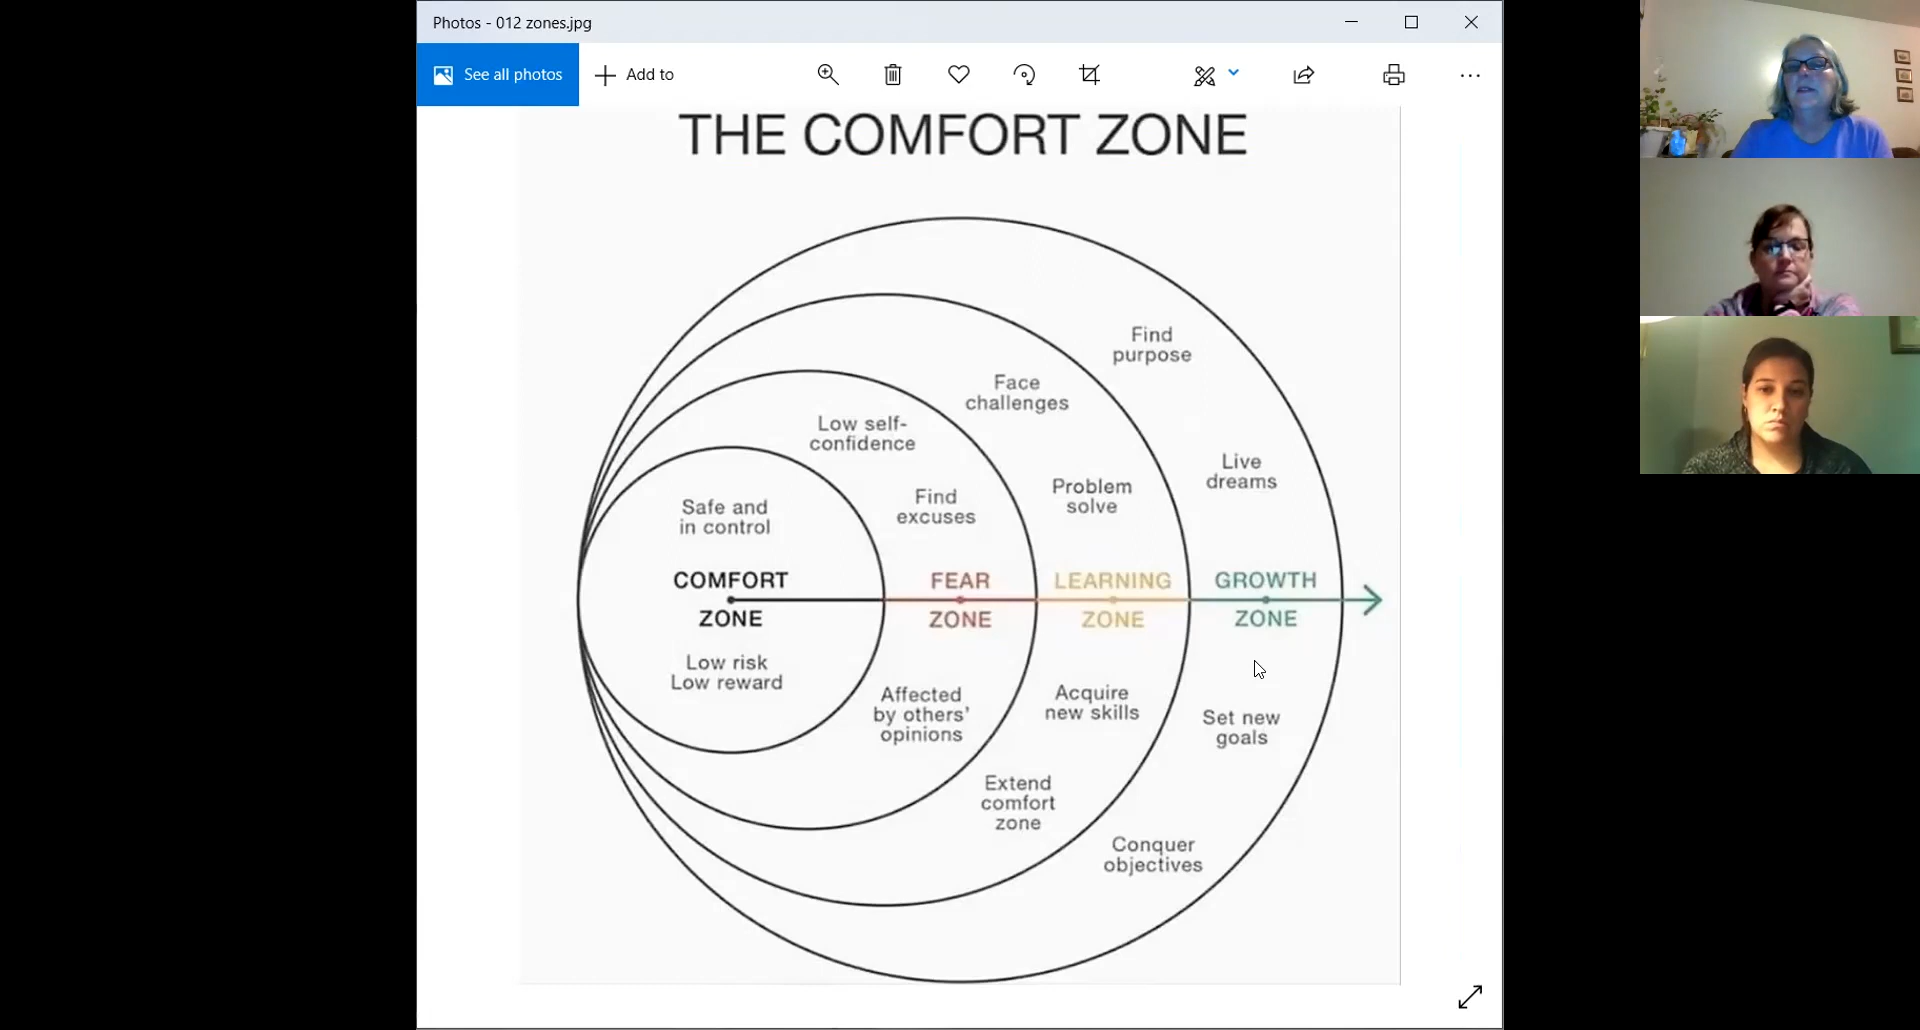 Photos - 012 zones.jpg
See all photos
Add to
THE COMFORT ZONE
Find
purpose
Face
challenges
Low self-
confidence
Live
dreams
Problem
solve
Find
excuses
Safe and
in control
COMFORT
ZONE
FEAR
ZONE
LEARNING
ZONE
GROWTH
ZONE
Low risk
Low reward
Affected
by others'
opinions
Acquire
new skills
Set new
goals
Extend
comfort
zone
Conquer
objectives